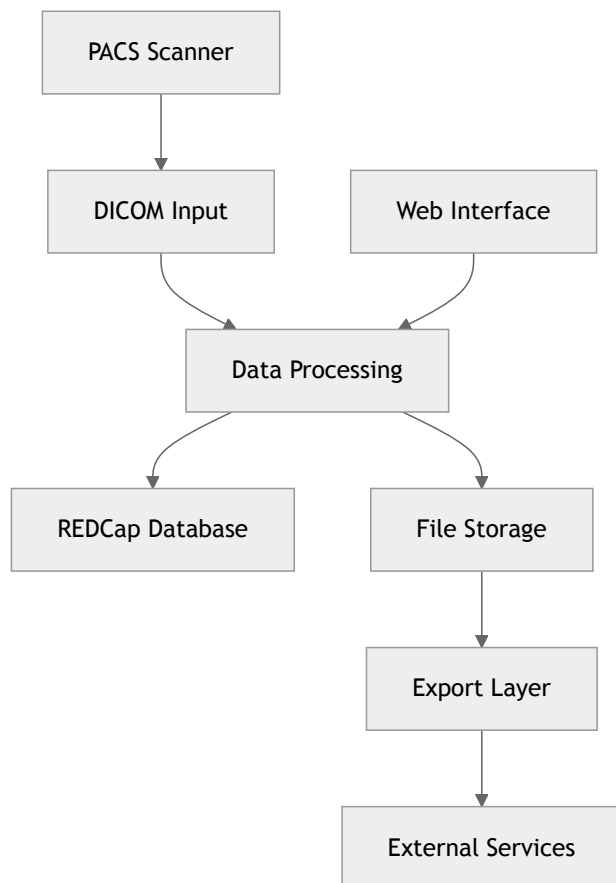 PACS Scanner
DICOM Input
Web Interface
Data Processing
REDCap Database
File Storage
Export Layer
External Services